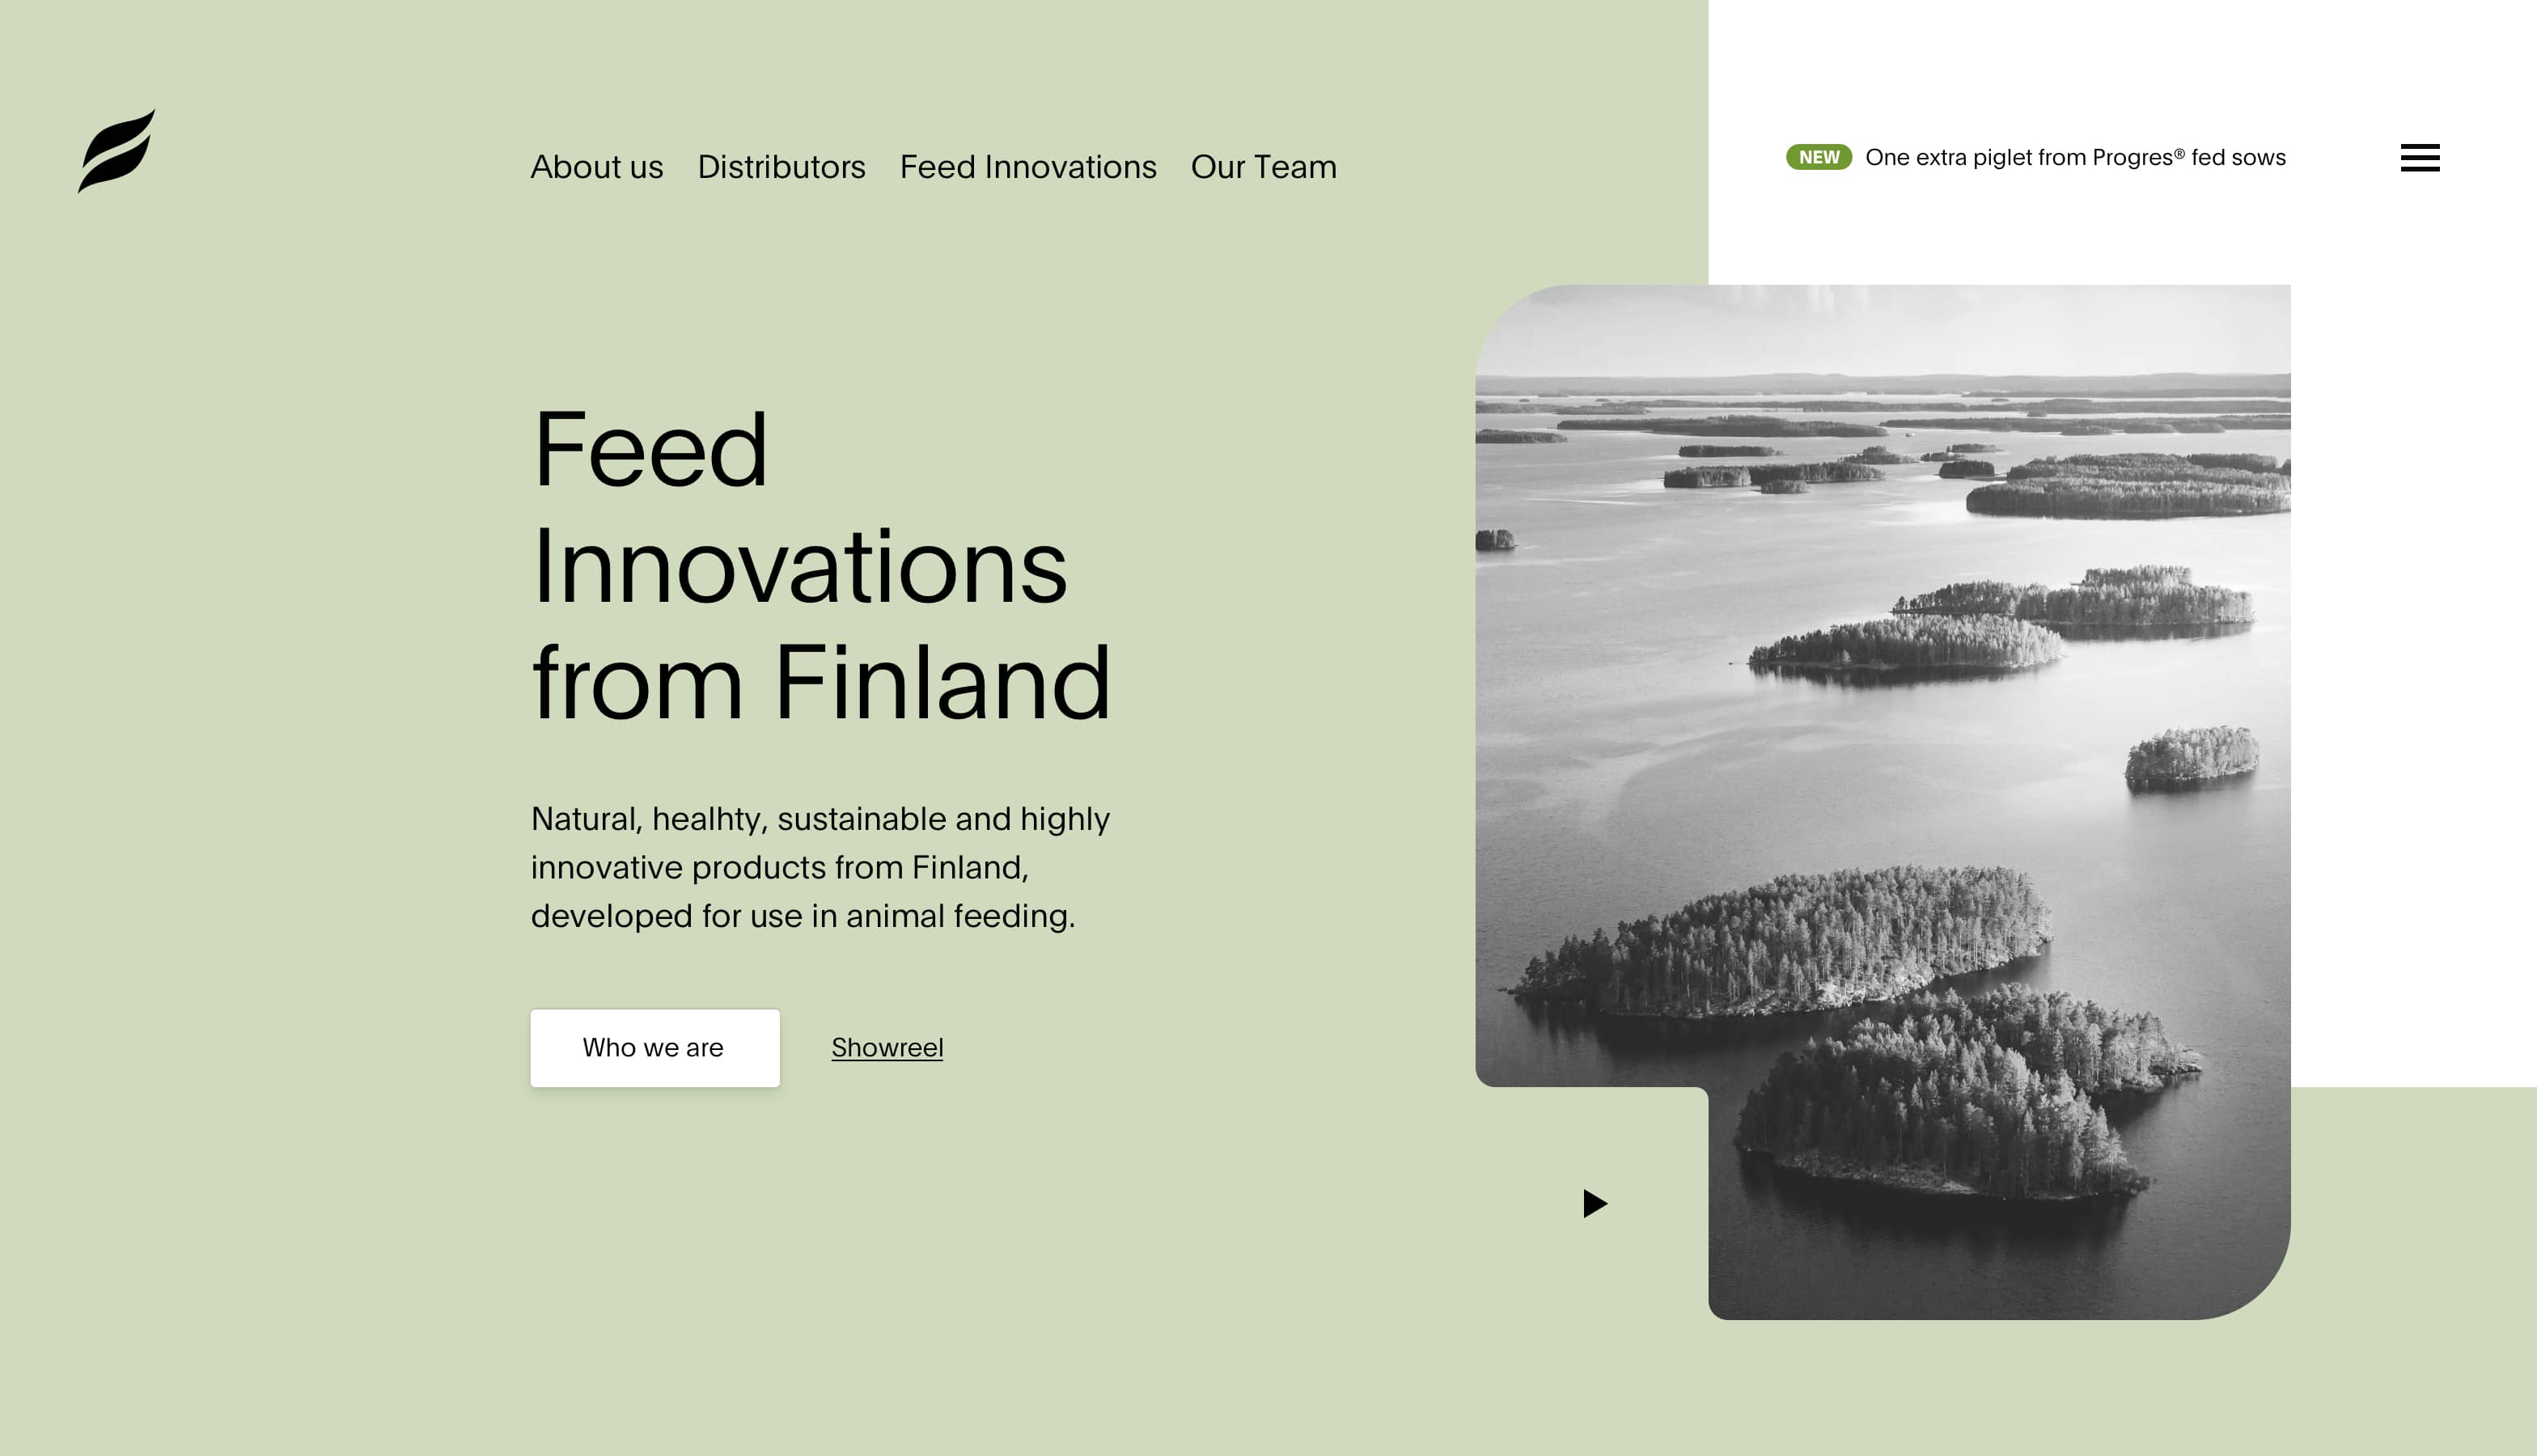 About us Distributors Feed Innovations Our Team
NEW One extra piglet from Progres® fed sows
Feed
Innovations
from Finland
Natural, healhty, sustainable and highly
innovative products from Finland,
developed for use in animal feeding.
Who we are
Showreel